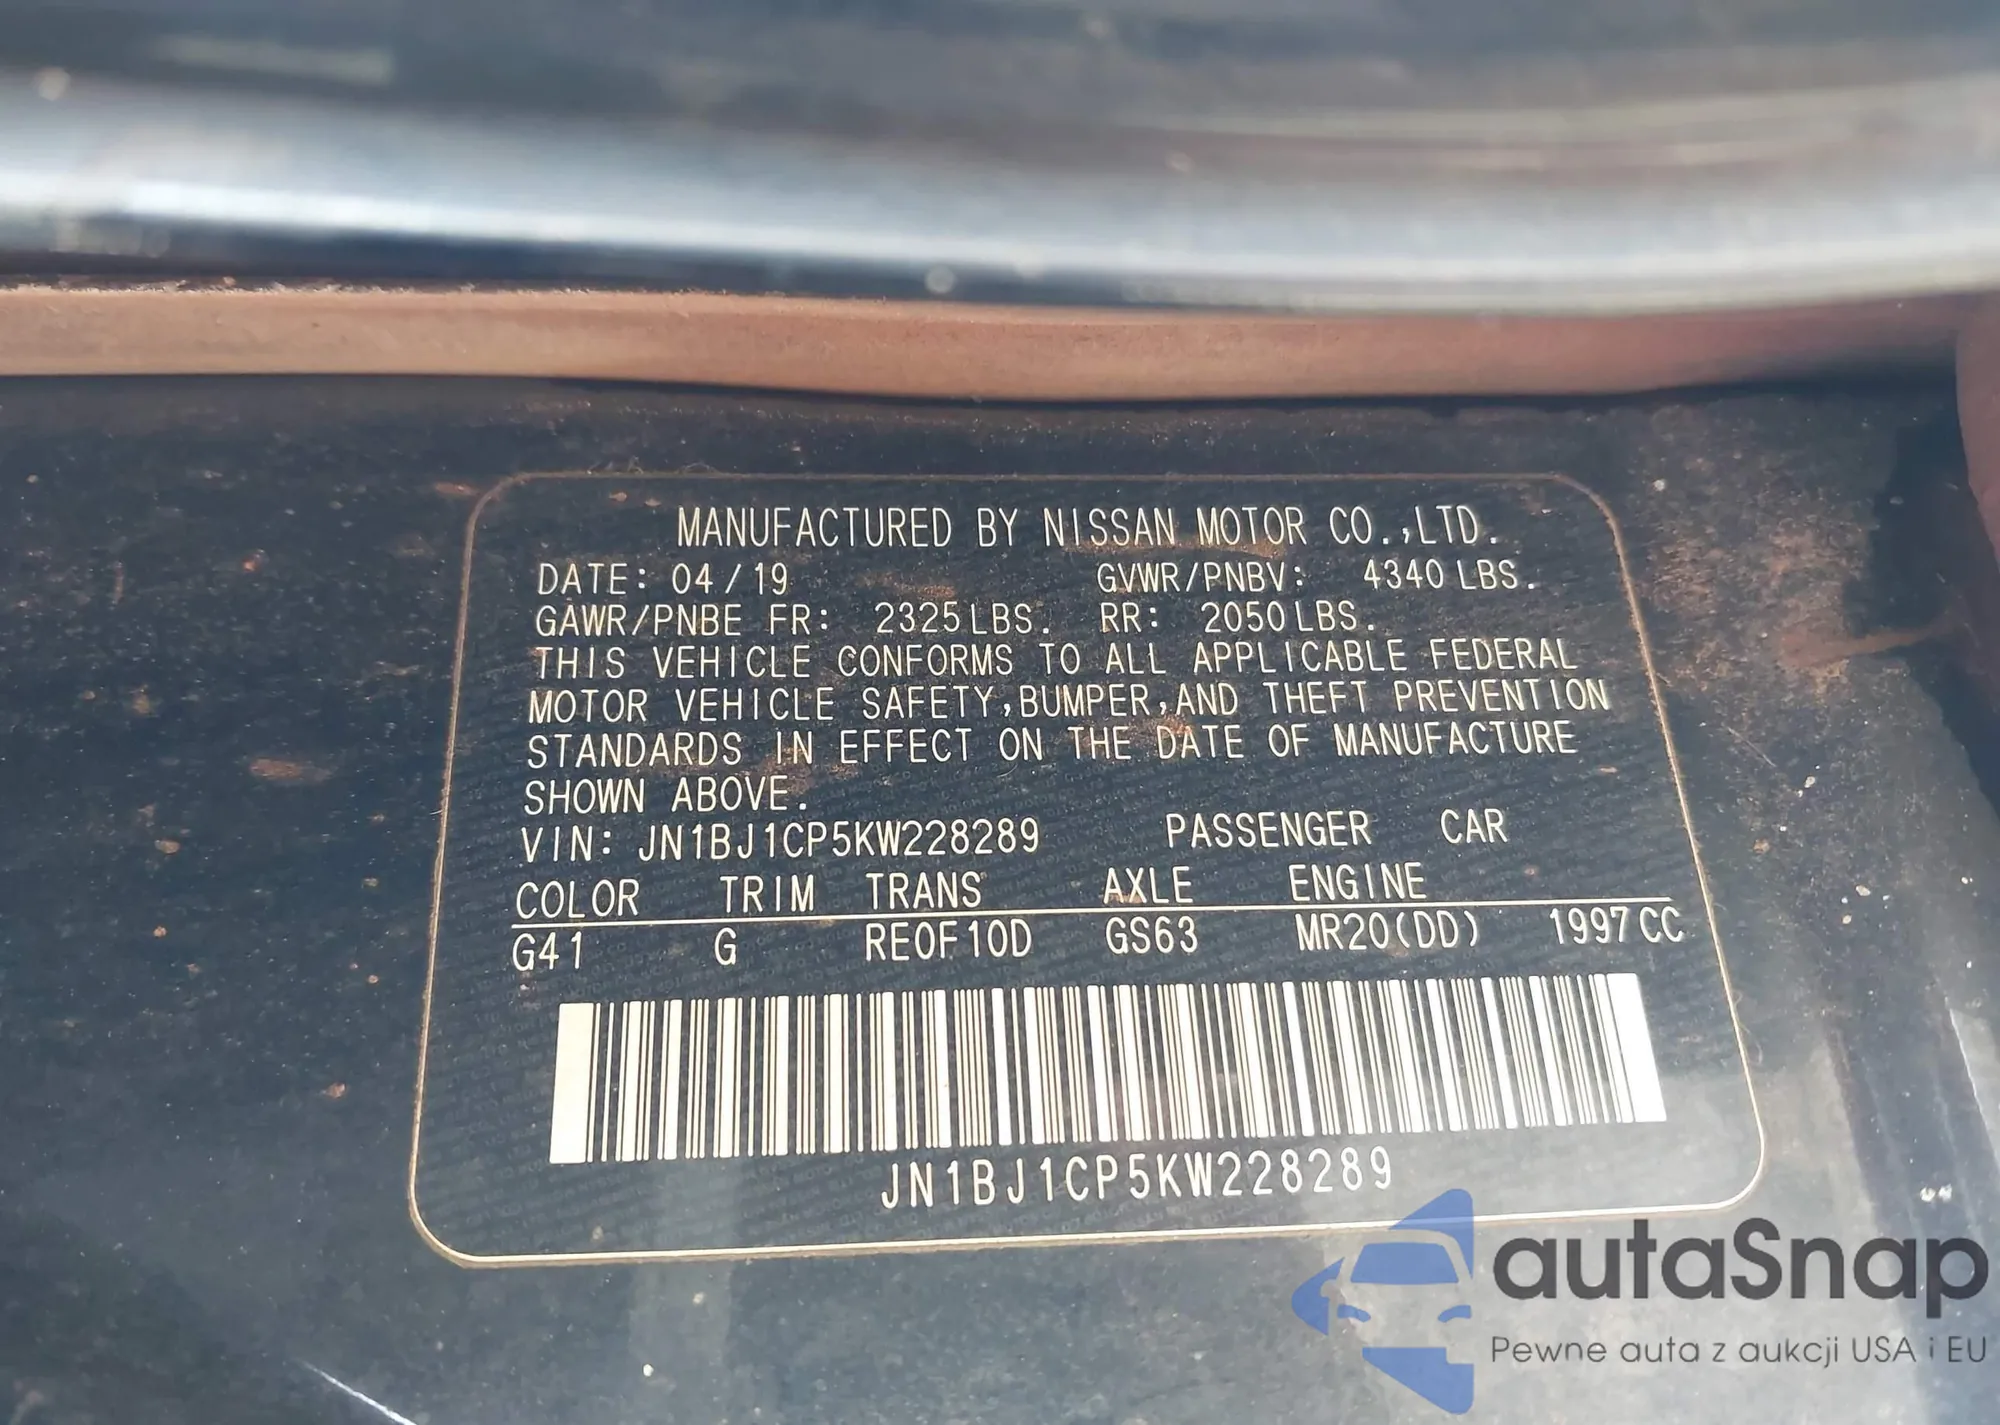 MANUFACTURED BY NISSAN MOTOR CO.,LTD.
DATE: 04/19 GVWR/PNBV: 4340 LBS.
GAWR/PNBE FR: 2325 LBS. RR: 2050 LBS.
THIS VEHICLE CONFORMS TO ALL APPLICABLE FEDERAL
MOTOR VEHICLE SAFETY,BUMPER,AND THEFT PREVENTION
STANDARDS IN EFFECT ON THE DATE OF MANUFACTURE
SHOWN ABOVE.
VIN: JN1BJ1CP5KW228289 PASSENGER CAR
COLOR TRIM TRANS AXLE ENGINE
G41 G RE0F10D GS63 MR20(DD) 1997 CC
JN1BJ1CP5KW228289
autaSnap
Pewne auta z aukcji USA i EU